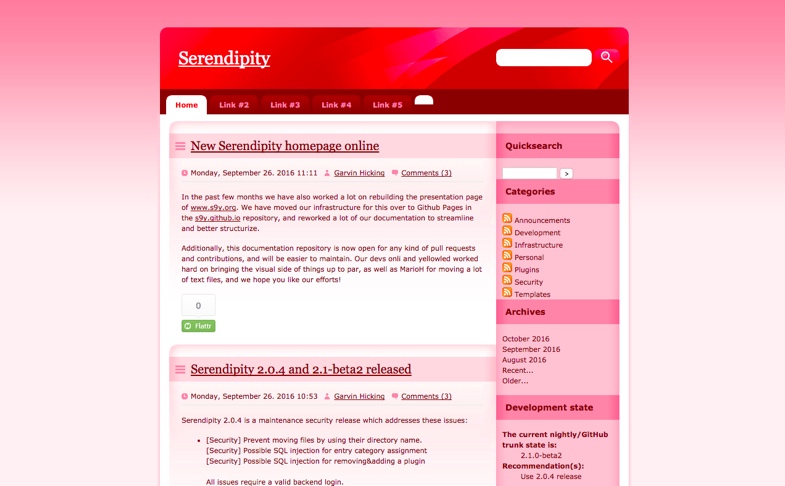 Serendipity
Home
Link #2
Link #3
Link #4
Link #5
New Serendipity homepage online
Monday, September 26. 2016 11:11 Garvin Hicking Comments (3)
In the past few months we have also worked a lot on rebuilding the presentation page
of www.s9y.org. We have moved our infrastructure for this over to Github Pages in
the s9y.github.io repository, and reworked a lot of our documentation to streamline
and better structurize.
Additionally, this documentation repository is now open for any kind of pull requests
and contributions, and will be easier to maintain. Our devs onli and yellowled worked
hard on bringing the visual side of things up to par, as well as MarioH for moving a lot
of text files, and we hope you like our efforts!
0
Flattr
Serendipity 2.0.4 and 2.1-beta2 released
Monday, September 26. 2016 10:53 Garvin Hicking Comments (3)
Serendipity 2.0.4 is a maintenance security release which addresses these issues:
• [Security] Prevent moving files by using their directory name.
[Security] Possible SQL injection for entry category assignment
[Security] Possible SQL injection for removing&adding a plugin
All issues require a valid backend login.
Quicksearch
>
Categories
Announcements
Development
Infrastructure
Personal
Plugins
Security
Templates
Archives
October 2016
September 2016
August 2016
Recent...
Older...
Development state
The current nightly/GitHub
trunk state is:
2.1.0-beta2
Recommendation(s):
Use 2.0.4 release